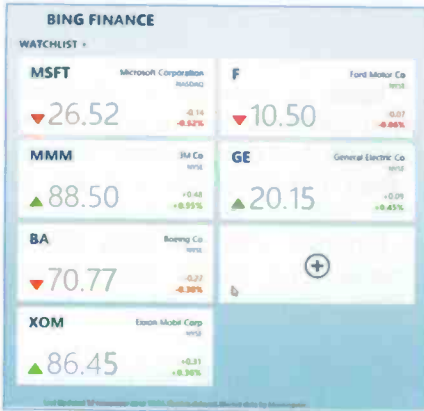 BING FINANCE
WATCHLIST
MSFT
Microsoft Corporation
NASDAQ
26.52
-0.14
-0.52%
F
Ford Motor Co
NYSE
10.50
-0.07
-0.66%
MMM
3M Co
NYSE
88.50
+0.48
+0.55%
GE
General Electric Co
NYSE
20.15
+0.09
+0.45%
BA
Boeing Co
NYSE
70.77
-0.27
-0.38%
XOM
Exxon Mobil Corp
NYSE
86.45
+0.31
+0.36%